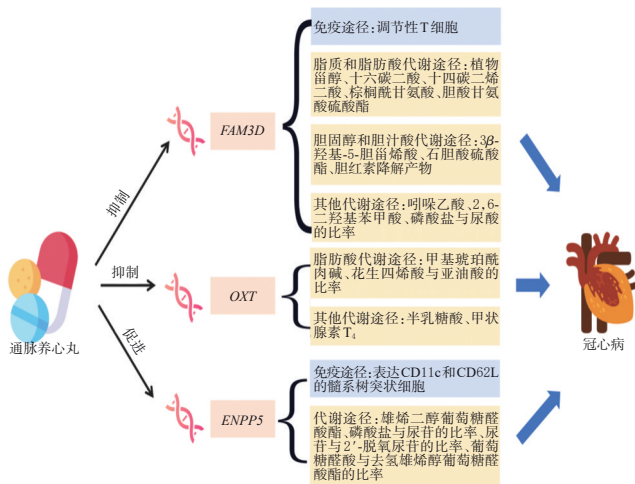 免疫途径:调节性T细胞
脂质和脂肪酸代谢途径:植物
甾醇、十六碳二酸、十四碳二烯
二酸、棕榈酰甘氨酸、胆酸甘氨
酸硫酸酯
FAM3D
胆固醇和胆汁酸代谢途径:3β-
羟基-5-胆甾烯酸、石胆酸硫酸
酯、胆红素降解产物
其他代谢途径:吲哚乙酸、2,6-
二羟基苯甲酸、磷酸盐与尿酸
的比率
抑制
通脉养心丸
抑制
OXT
脂肪酸代谢途径:甲基琥珀酰
肉碱、花生四烯酸与亚油酸的
的比率
其他代谢途径:半乳糖酸、甲状
腺素T₄
冠心病
促进
ENPP5
免疫途径:表达CD11c和CD62L
的髓系树突状细胞
代谢途径:雄烯二醇葡萄糖醛
酸酯、磷酸盐与尿苷的比率、尿
苷与2′-脱氧尿苷的比率、葡萄
糖醛酸与去氢雄烯醇葡萄糖醛
酸酯的比率